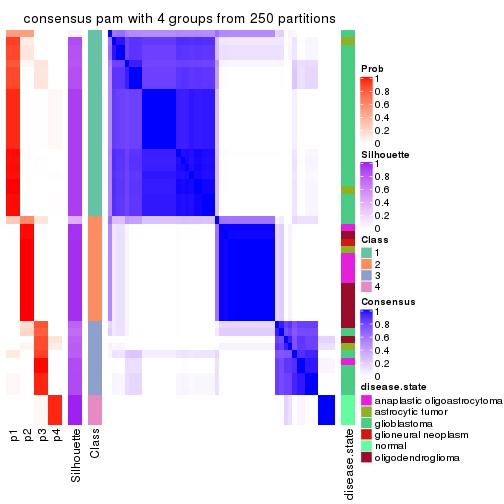 consensus pam with 4 groups from 250 partitions
Prob
1
0.8
0.6
0.4
0.2
0
Silhouette
1
0.8
0.6
0.4
0.2
0
Class
1
2
3
4
Consensus
1
0.8
0.6
0.4
0.2
0
disease.state
anaplastic oligoastrocytoma
astrocytic tumor
glioblastoma
glioneural neoplasm
normal
oligodendroglioma
p1
p2
p3
p4
Silhouette
Class
disease.state